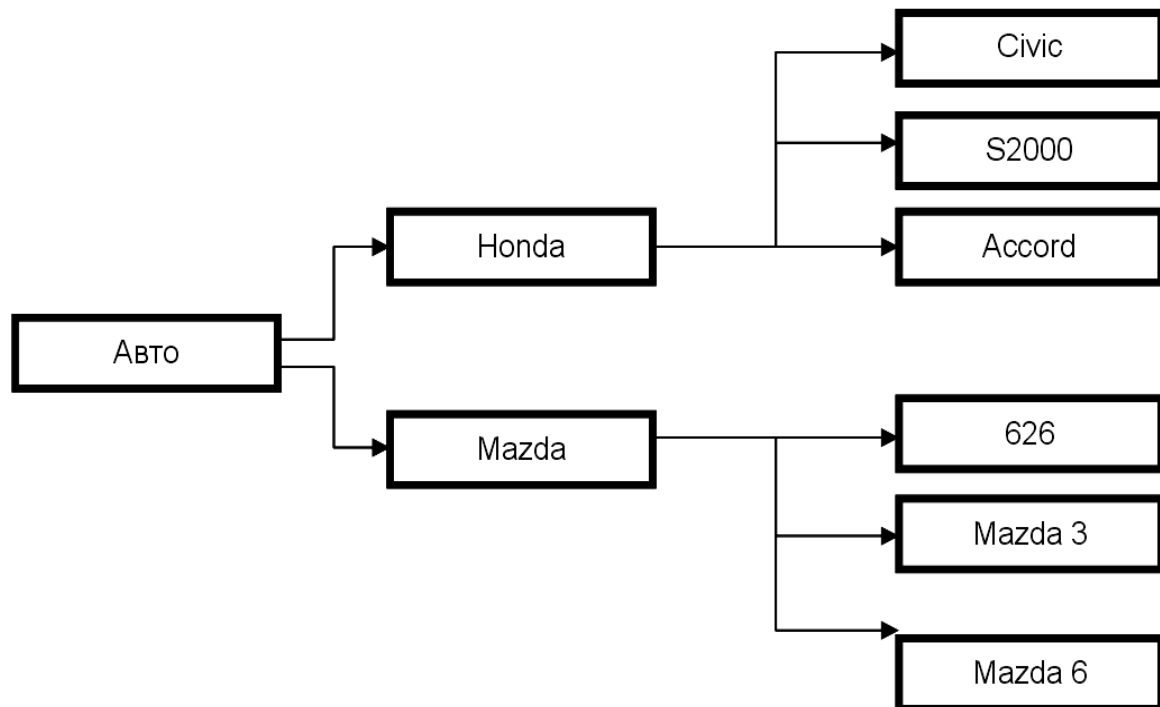 Civic
S2000
Honda
Accord
Авто
626
Mazda
Mazda 3
Mazda 6